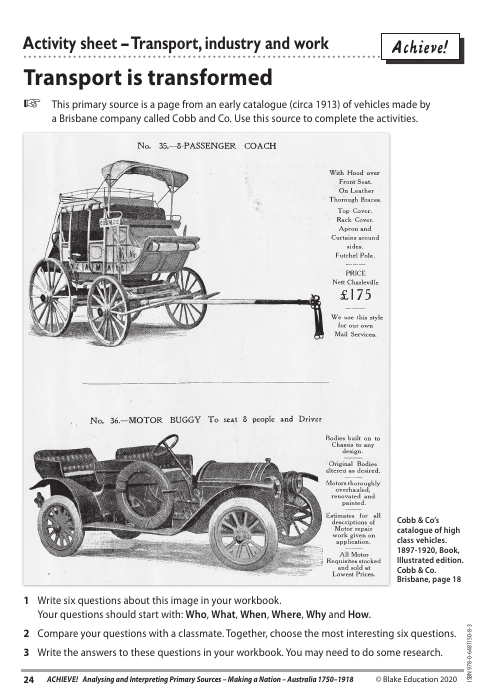 Activity sheet – Transport, industry and work
Achieve!
Transport is transformed
This primary source is a page from an early catalogue (circa 1913) of vehicles made by
a Brisbane company called Cobb and Co. Use this source to complete the activities.
No. 35.—8-PASSENGER COACH
With Hood over
Front Seat.
On Leather
Thorough Braces.
Top Cover.
Rack Cover.
Apron and
Curtains around
sides.
Futchel Pole.
PRICE
Nett Charleville
£175
We use this style
for our own
Mail Services.
No. 36.—MOTOR BUGGY To seat 8 people and Driver
Bodies built on to
Chassis to any
design.
Original Bodies
altered as desired.
Motors thoroughly
overhauled,
renovated and
painted.
Estimates for all
descriptions of
Motor repair
work given on
application.
All Motor
Requisites stocked
and sold at
Lowest Prices.
Cobb & Co's
catalogue of high
class vehicles.
1897-1920, Book,
Illustrated edition.
Cobb & Co.
Brisbane, page 18
1 Write six questions about this image in your workbook.
Your questions should start with: Who, What, When, Where, Why and How.
2 Compare your questions with a classmate. Together, choose the most interesting six questions.
3 Write the answers to these questions in your workbook. You may need to do some research.
24 ACHIEVE! Analysing and Interpreting Primary Sources – Making a Nation – Australia 1750–1918
© Blake Education 2020